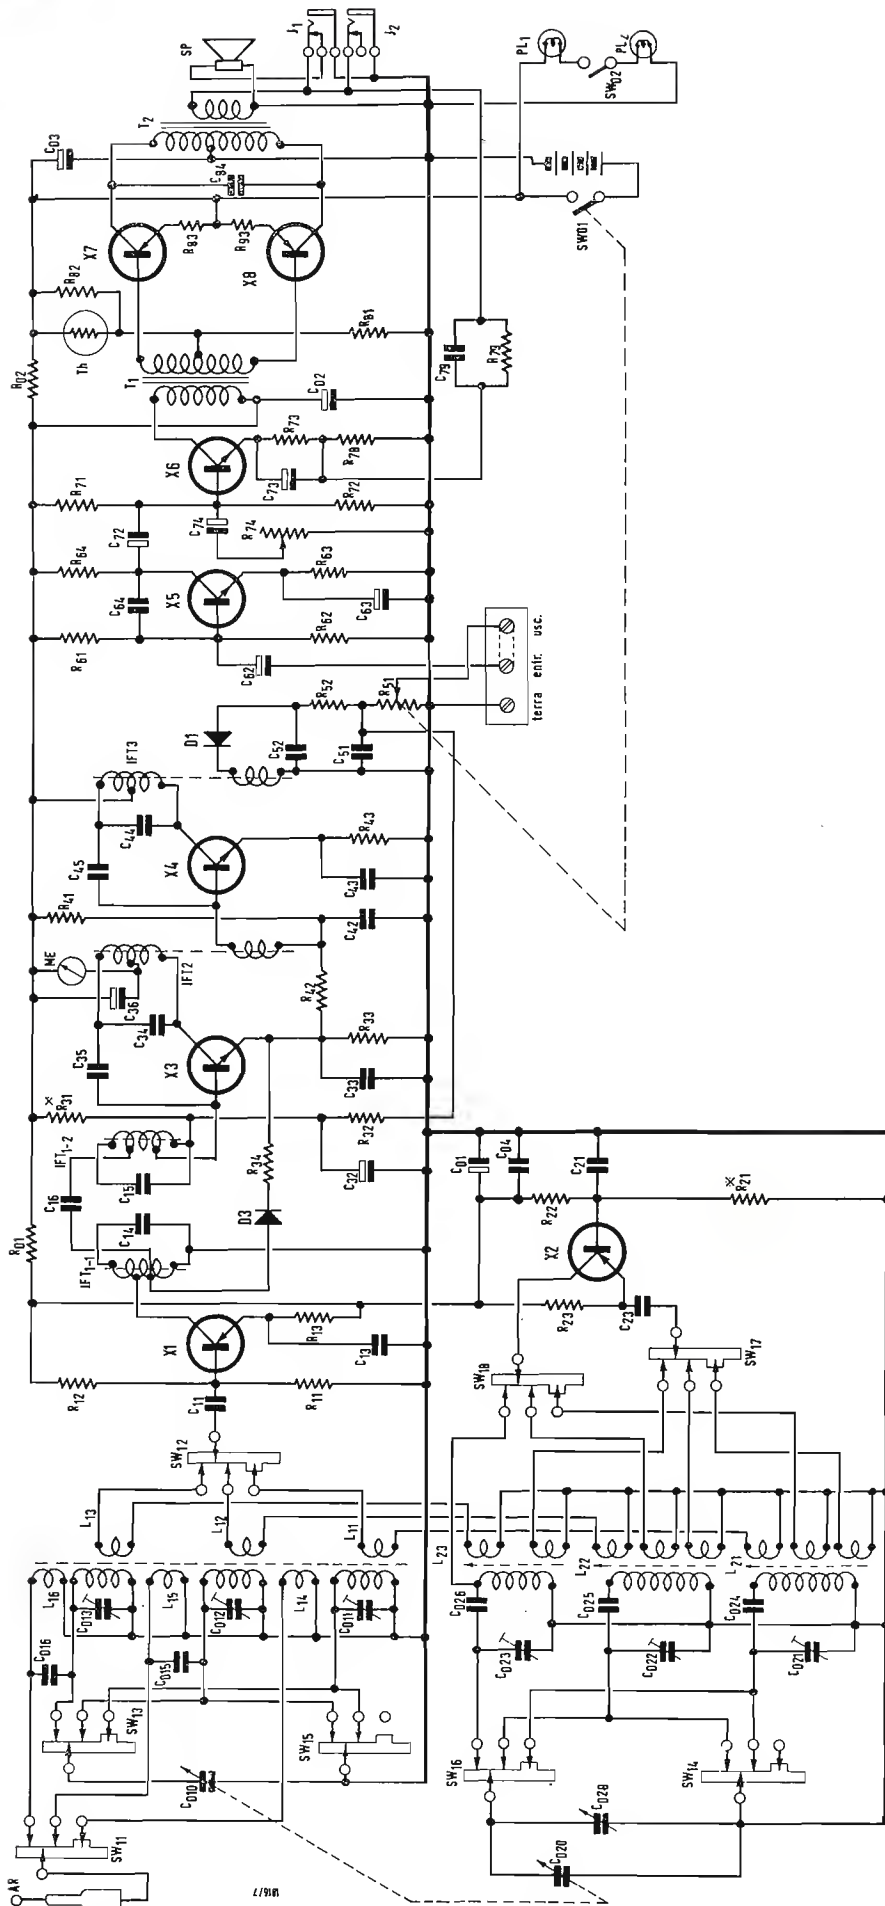 SP
J1
J2
PL1
PL2
SW02
T2
C03
C84
X7
R83
R93
X8
SW01
R82
Th
R81
R02
T1
C02
C79
R79
X6
R73
C73
R78
R71
C72
C74
R74
R72
R64
C64
X5
R63
C63
R61
R62
C62
terra entr. usc.
D1
R52
R51
C52
C51
IFT3
C44
C45
X4
R43
C43
R41
C42
ME
IFT2
C36
C34
C35
R42
X3
R33
C33
* R31
IFT1-2
C16
C15
C14
R34
R32
C32
D3
R01
IFT1-1
C01
C04
C21
R22
* R21
X2
R23
C23
X1
R13
C13
R12
R11
C11
SW12
SW18
SW17
L13
L12
L11
L23
L22
L21
L16
L15
L14
C013
C012
C011
C016
C015
C026
C025
C024
C023
C022
C021
SW13
SW15
SW16
SW14
C010
C028
C020
SW11
AR
1816/7